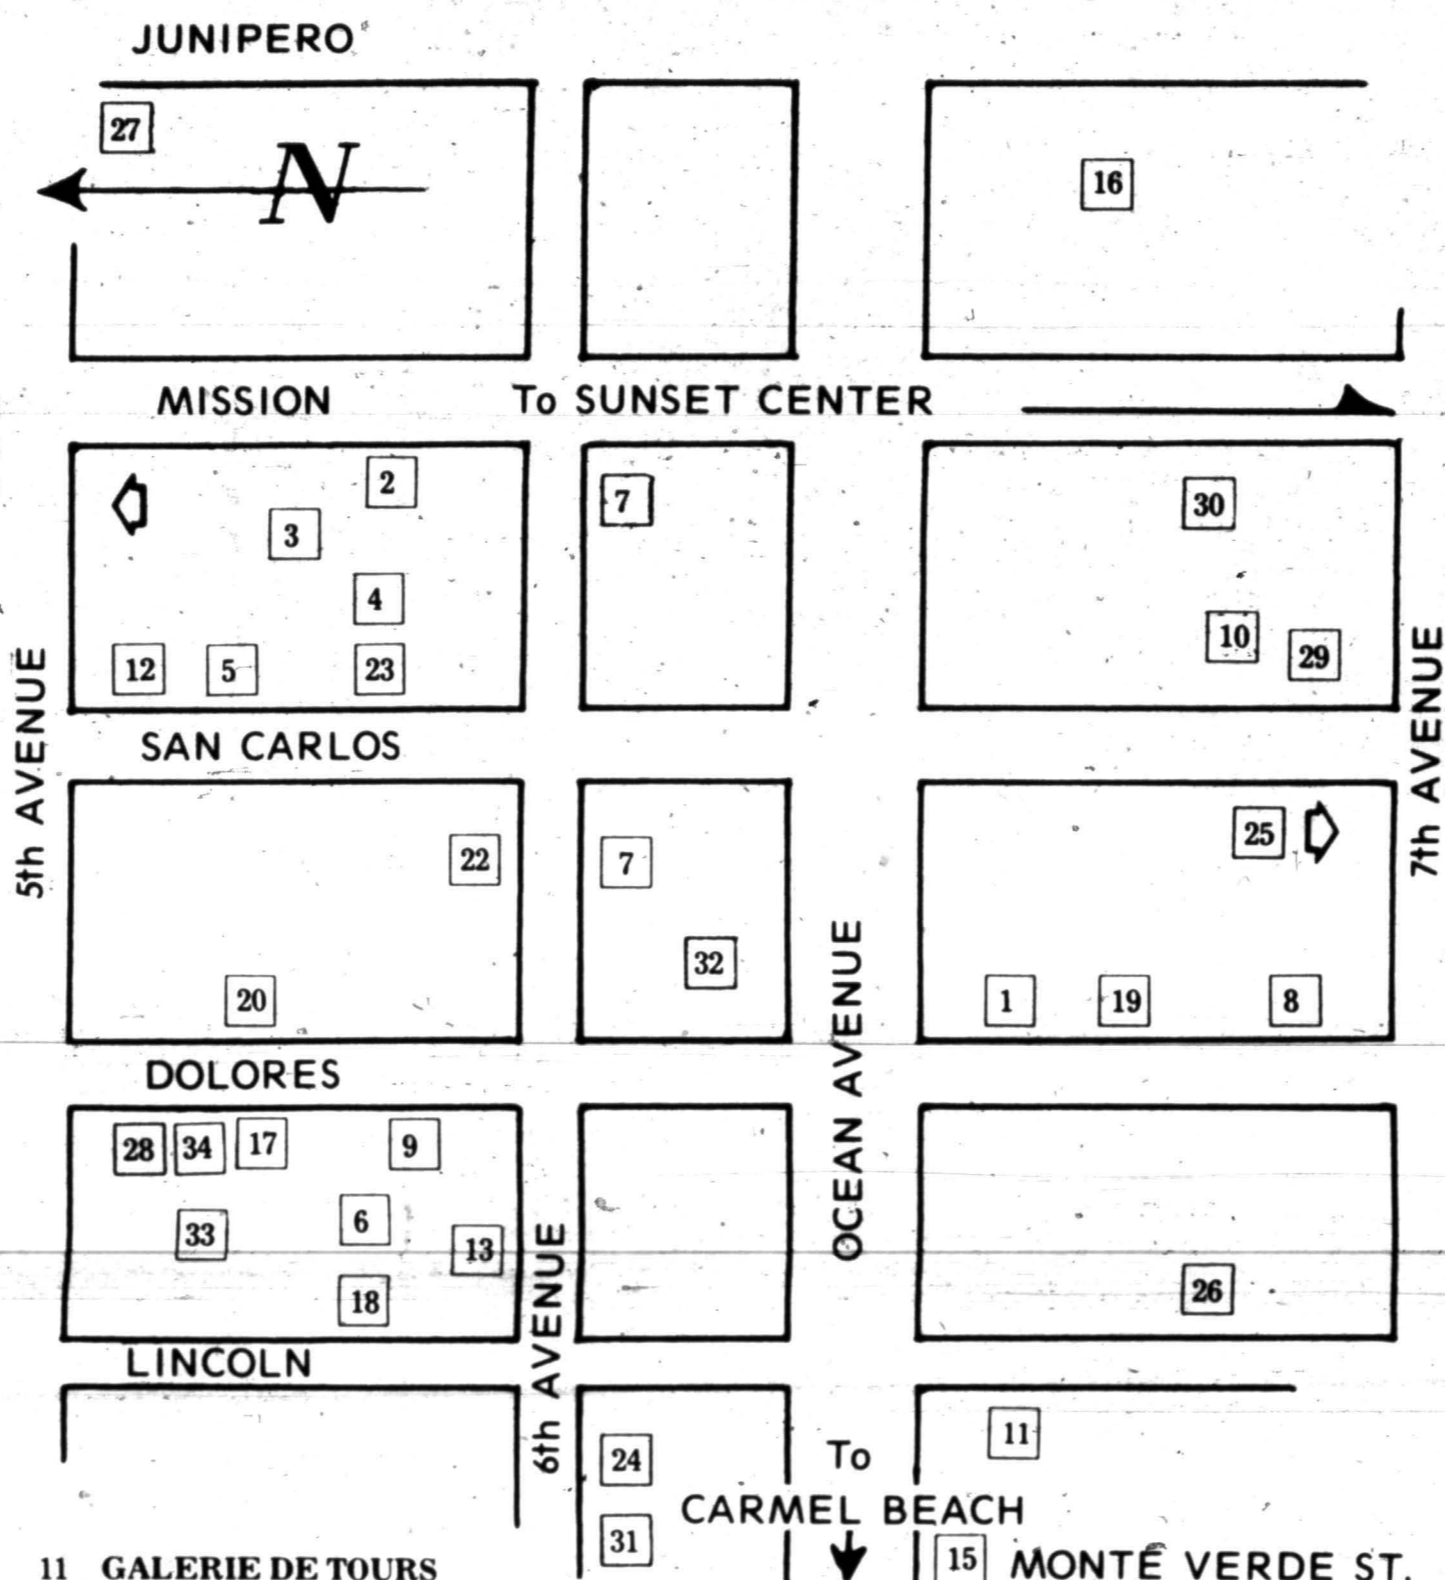 JUNIPERO
27
N
16
MISSION To SUNSET CENTER
2
7
30
3
4
10
12 5 23
29
5th AVENUE
7th AVENUE
SAN CARLOS
25
22
7
32
20
1 19 8
OCEAN AVENUE
DOLORES
28 34 17 9
6
33
13
18
26
6th AVENUE
LINCOLN
11
24
To
CARMEL BEACH
31
15 MONTE VERDE ST.
11 GALERIE DE TOURS